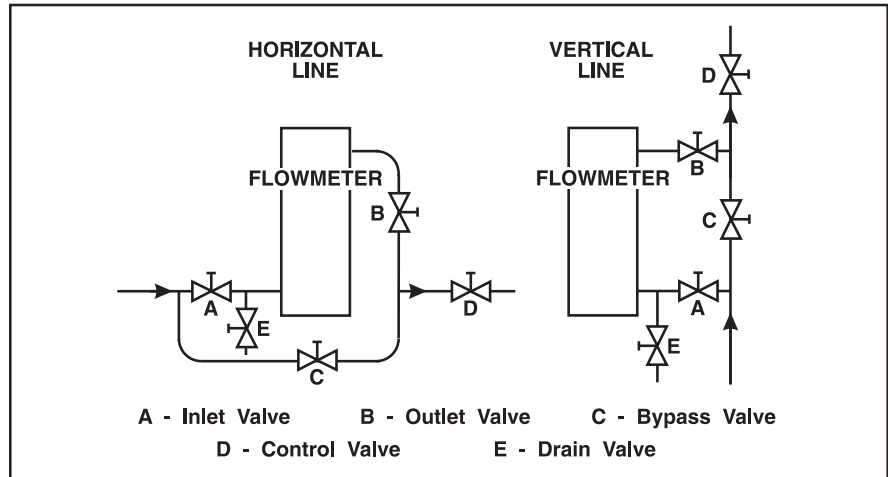 HORIZONTAL
LINE
VERTICAL
LINE
D
FLOWMETER
B
A
E
C
D
FLOWMETER
B
C
A
E
A - Inlet Valve B - Outlet Valve C - Bypass Valve
D - Control Valve E - Drain Valve